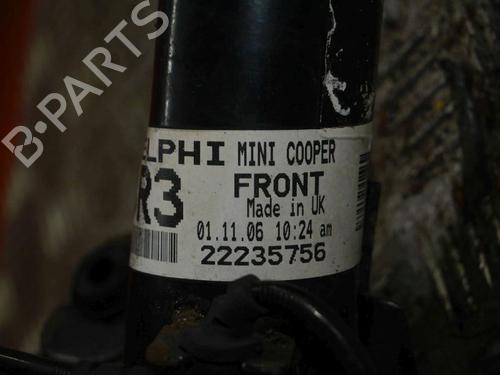 B·PARTS
ELPHI MINI COOPER
R3 FRONT
Made in UK
01.11.06 10:24 am
22235756